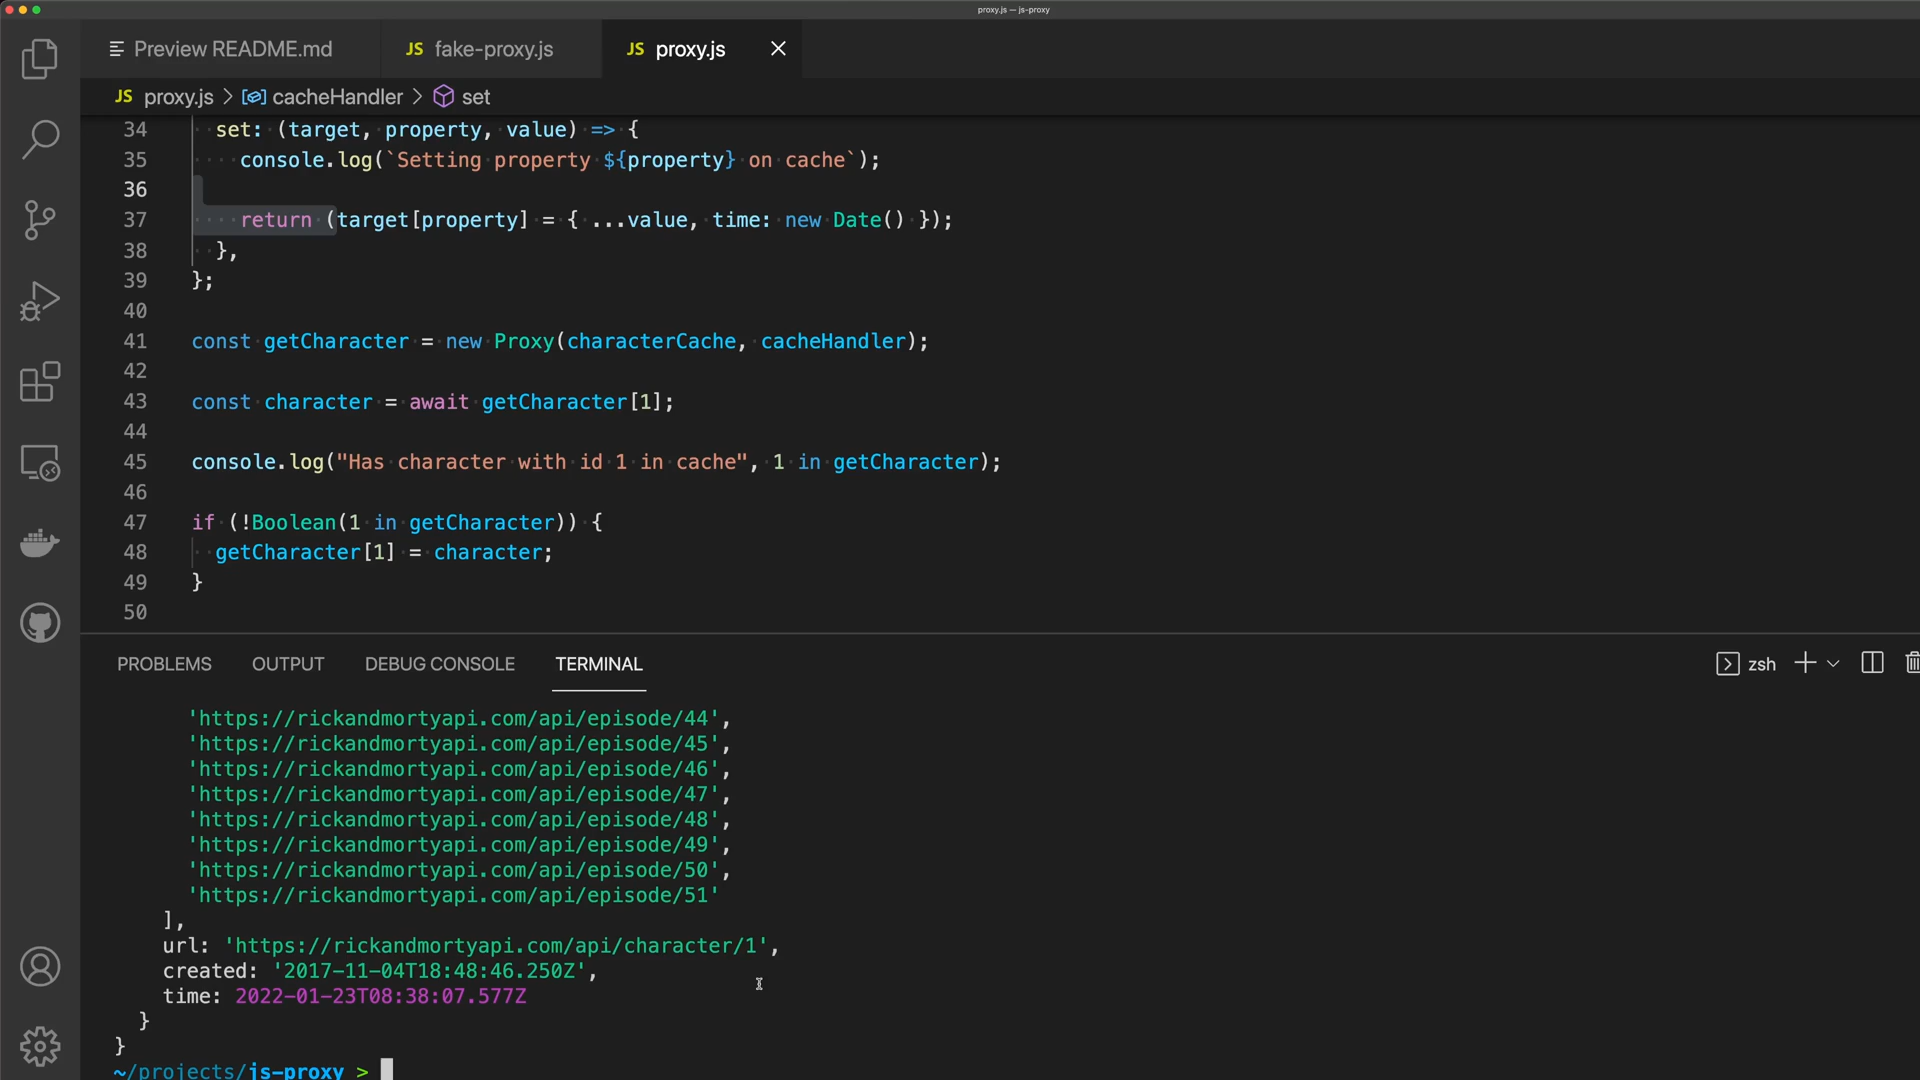 proxy.js — js-proxy
Preview README.md
JS fake-proxy.js
JS proxy.js
JS proxy.js > cacheHandler > set
34 set: (target, property, value) => {
35 console.log(`Setting property ${property} on cache`);
36
37 return (target[property] = { ...value, time: new Date() });
38 },
39 };
40
41 const getCharacter = new Proxy(characterCache, cacheHandler);
42
43 const character = await getCharacter[1];
44
45 console.log("Has character with id 1 in cache", 1 in getCharacter);
46
47 if (!Boolean(1 in getCharacter)) {
48 getCharacter[1] = character;
49 }
50
PROBLEMS OUTPUT DEBUG CONSOLE TERMINAL
zsh
'https://rickandmortyapi.com/api/episode/44',
'https://rickandmortyapi.com/api/episode/45',
'https://rickandmortyapi.com/api/episode/46',
'https://rickandmortyapi.com/api/episode/47',
'https://rickandmortyapi.com/api/episode/48',
'https://rickandmortyapi.com/api/episode/49',
'https://rickandmortyapi.com/api/episode/50',
'https://rickandmortyapi.com/api/episode/51'
],
url: 'https://rickandmortyapi.com/api/character/1',
created: '2017-11-04T18:48:46.250Z',
time: 2022-01-23T08:38:07.577Z
}
}
~/projects/js-proxy >